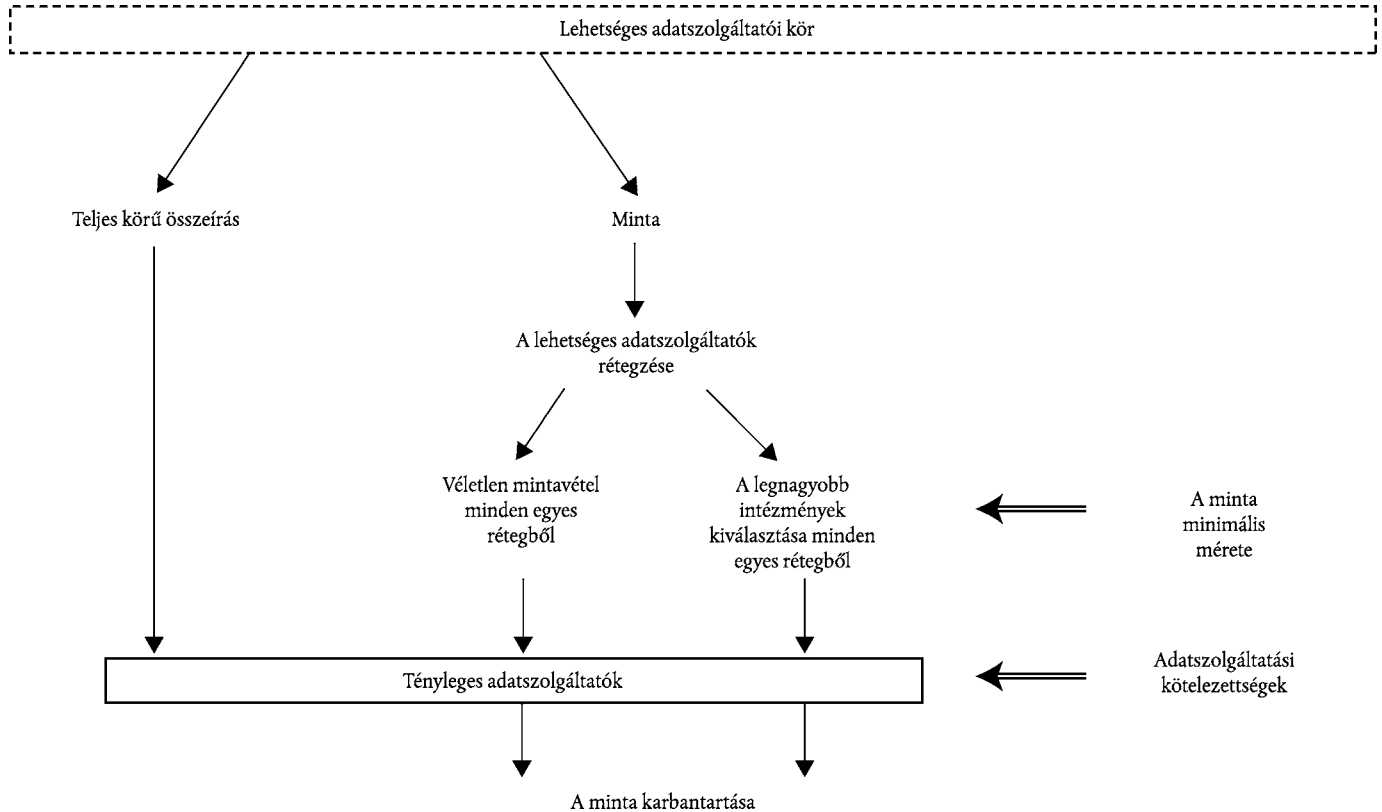 Lehetséges adatszolgáltatói kör
Teljes körű összeírás
Minta
A lehetséges adatszolgáltatók
rétegzése
Véletlen mintavétel
minden egyes
rétegből
A legnagyobb
intézmények
kiválasztása minden
egyes rétegből
A minta
minimális
mérete
Tényleges adatszolgáltatók
Adatszolgáltatási
kötelezettségek
A minta karbantartása